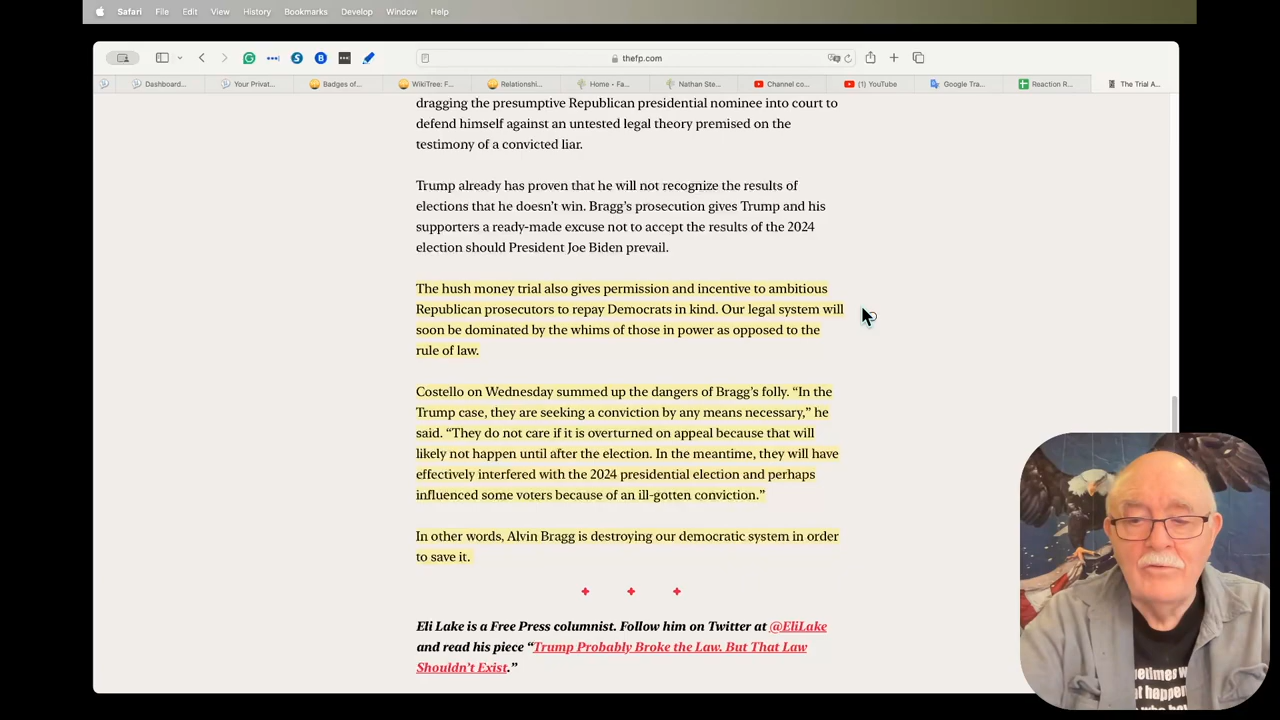 Safari File Edit View History Bookmarks Develop Window Help
thefp.com
Dashboard... Your Privat... Badges of... WikiTree: F... Relationshi... Home - Fa... Nathan Ste... Channel co... YouTube Google Tra... Reaction R... The Trial A...
dragging the presumptive Republican presidential nominee into court to
defend himself against an untested legal theory premised on the
testimony of a convicted liar.
Trump already has proven that he will not recognize the results of
elections that he doesn’t win. Bragg’s prosecution gives Trump and his
supporters a ready-made excuse not to accept the results of the 2024
election should President Joe Biden prevail.
The hush money trial also gives permission and incentive to ambitious
Republican prosecutors to repay Democrats in kind. Our legal system will
soon be dominated by the whims of those in power as opposed to the
rule of law.
Costello on Wednesday summed up the dangers of Bragg’s folly. “In the
Trump case, they are seeking a conviction by any means necessary,” he
said. “They do not care if it is overturned on appeal because that will
likely not happen until after the election. In the meantime, they will have
effectively interfered with the 2024 presidential election and perhaps
influenced some voters because of an ill-gotten conviction.”
In other words, Alvin Bragg is destroying our democratic system in order
to save it.
Eli Lake is a Free Press columnist. Follow him on Twitter at @EliLake
and read his piece “Trump Probably Broke the Law. But That Law
Shouldn’t Exist.”